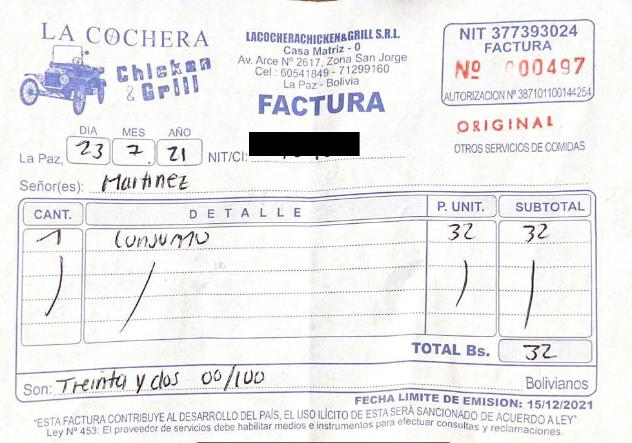 LA COCHERA
Chicken
& Grill
LACOCHERACHICKEN&GRILL S.R.L.
Casa Matriz - 0
Av. Arce Nº 2617, Zona San Jorge
Cel.: 60541849 - 71299160
La Paz - Bolivia
FACTURA
NIT 377393024
FACTURA
Nº 000497
AUTORIZACION Nº 387101100144254
ORIGINAL
OTROS SERVICIOS DE COMIDAS
DIA MES AÑO
La Paz, 23 7 21 NIT/CI:
Señor(es): Martinez
CANT. DETALLE P. UNIT. SUBTOTAL
1 Consumo 32 32
TOTAL Bs. 32
Son: Treinta y dos 00/100 Bolivianos
FECHA LIMITE DE EMISION: 15/12/2021
"ESTA FACTURA CONTRIBUYE AL DESARROLLO DEL PAÍS, EL USO ILÍCITO DE ESTA SERÁ SANCIONADO DE ACUERDO A LEY"
Ley Nº 453: El proveedor de servicios debe habilitar medios e instrumentos para efectuar consultas y reclamaciones.